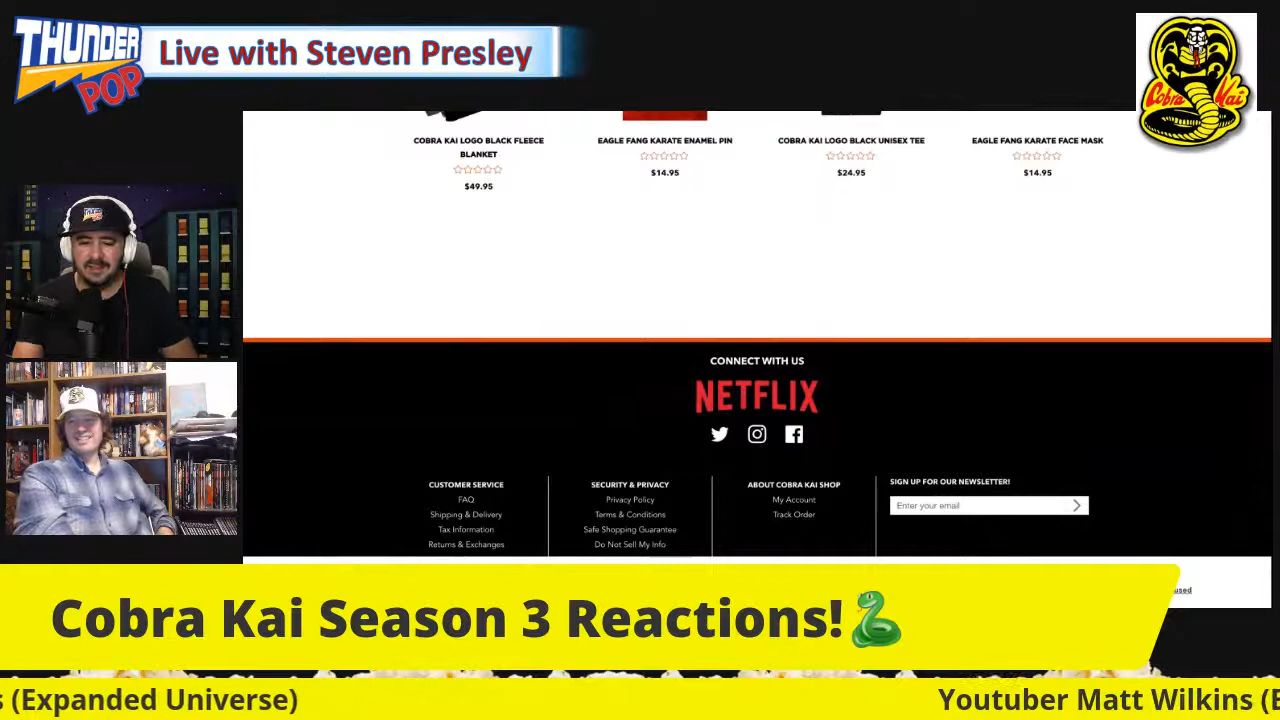 THUNDER
POP
Live with Steven Presley
Cobra Kai
COBRA KAI LOGO BLACK FLEECE
BLANKET
$49.95
EAGLE FANG KARATE ENAMEL PIN
$14.95
COBRA KAI LOGO BLACK UNISEX TEE
$24.95
EAGLE FANG KARATE FACE MASK
$14.95
CONNECT WITH US
NETFLIX
CUSTOMER SERVICE
FAQ
Shipping & Delivery
Tax Information
Returns & Exchanges
SECURITY & PRIVACY
Privacy Policy
Terms & Conditions
Safe Shopping Guarantee
Do Not Sell My Info
ABOUT COBRA KAI SHOP
My Account
Track Order
SIGN UP FOR OUR NEWSLETTER!
Enter your email
used
Cobra Kai Season 3 Reactions!
s (Expanded Universe)
Youtuber Matt Wilkins (E